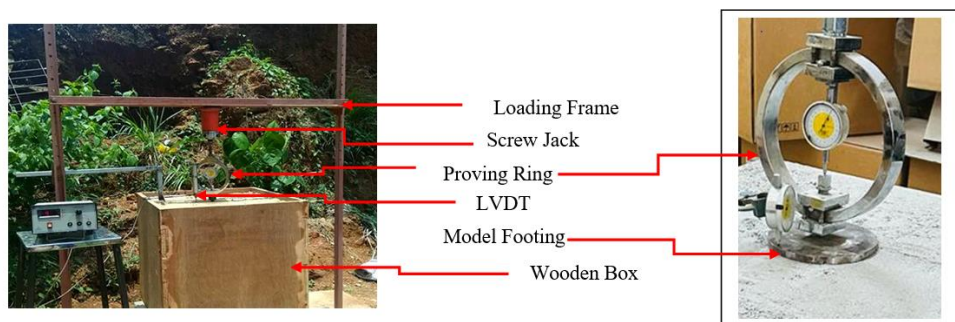 Loading Frame
Screw Jack
Proving Ring
LVDT
Model Footing
Wooden Box